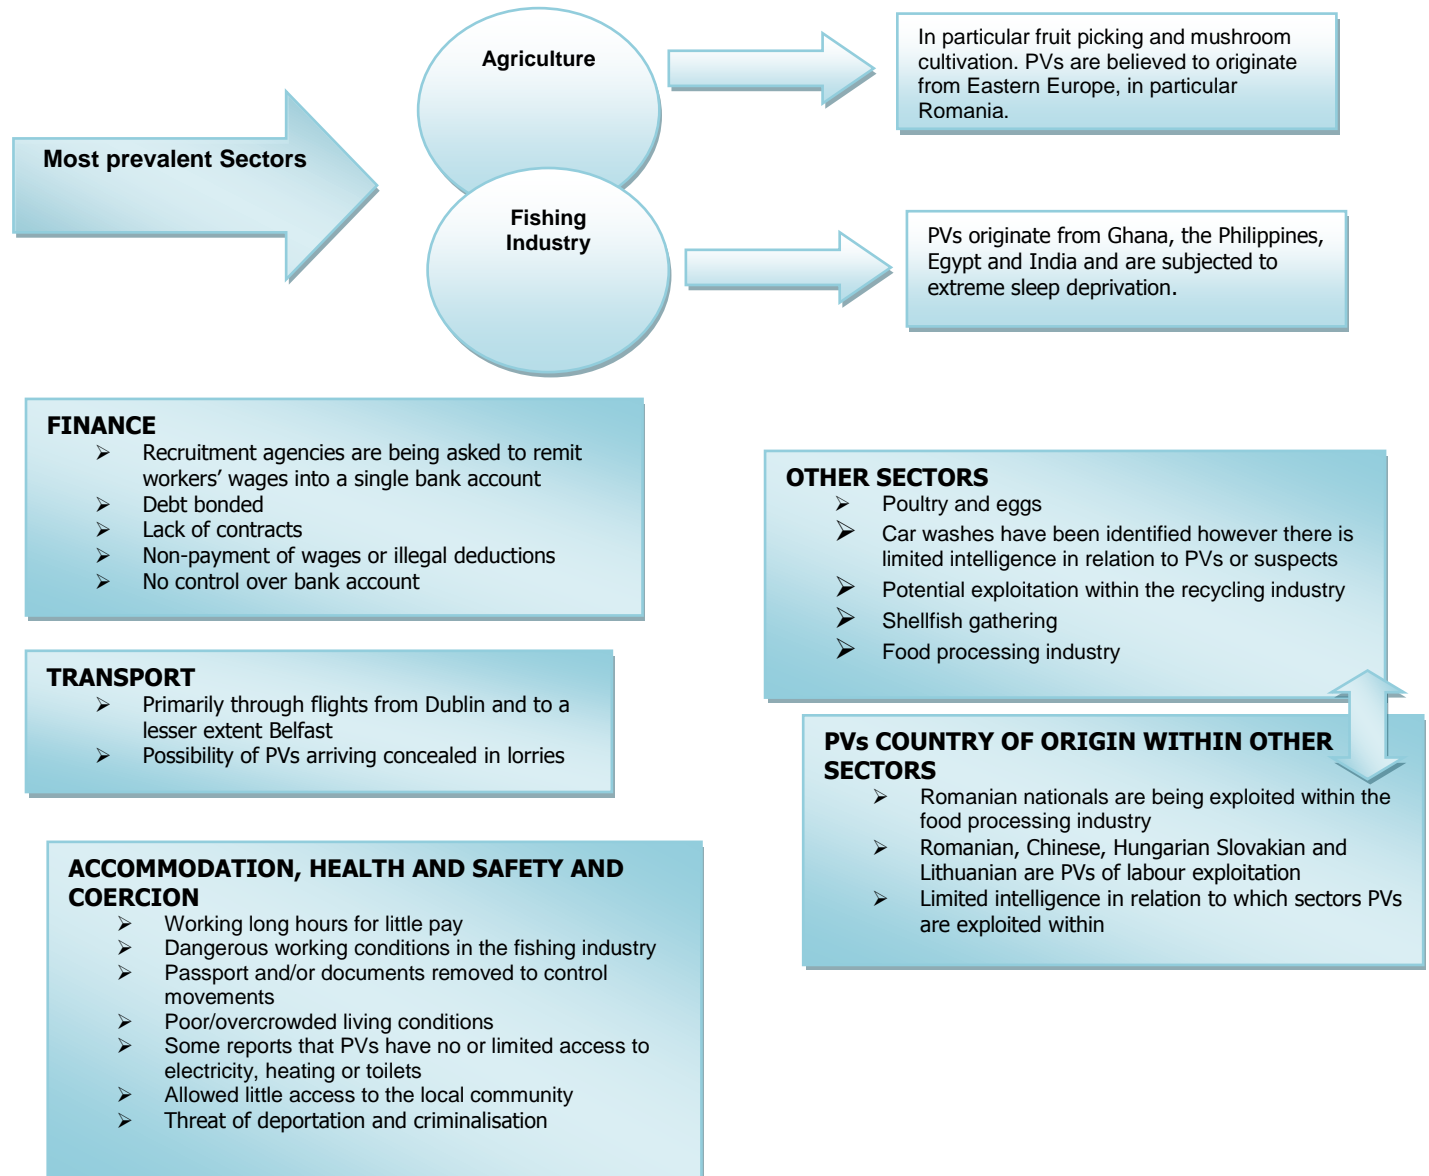 Most prevalent Sectors
Agriculture
In particular fruit picking and mushroom
cultivation. PVs are believed to originate
from Eastern Europe, in particular
Romania.
Fishing
Industry
PVs originate from Ghana, the Philippines,
Egypt and India and are subjected to
extreme sleep deprivation.
FINANCE
➢ Recruitment agencies are being asked to remit
workers’ wages into a single bank account
➢ Debt bonded
➢ Lack of contracts
➢ Non-payment of wages or illegal deductions
➢ No control over bank account
TRANSPORT
➢ Primarily through flights from Dublin and to a
lesser extent Belfast
➢ Possibility of PVs arriving concealed in lorries
ACCOMMODATION, HEALTH AND SAFETY AND
COERCION
➢ Working long hours for little pay
➢ Dangerous working conditions in the fishing industry
➢ Passport and/or documents removed to control
movements
➢ Poor/overcrowded living conditions
➢ Some reports that PVs have no or limited access to
electricity, heating or toilets
➢ Allowed little access to the local community
➢ Threat of deportation and criminalisation
OTHER SECTORS
➢ Poultry and eggs
➢ Car washes have been identified however there is
limited intelligence in relation to PVs or suspects
➢ Potential exploitation within the recycling industry
➢ Shellfish gathering
➢ Food processing industry
PVs COUNTRY OF ORIGIN WITHIN OTHER
SECTORS
➢ Romanian nationals are being exploited within the
food processing industry
➢ Romanian, Chinese, Hungarian Slovakian and
Lithuanian are PVs of labour exploitation
➢ Limited intelligence in relation to which sectors PVs
are exploited within